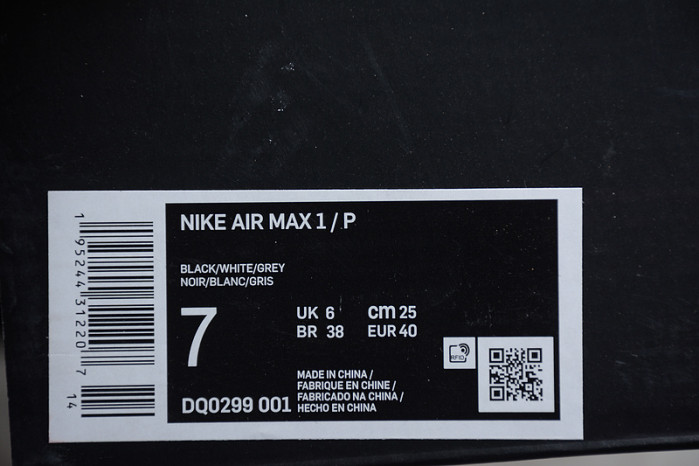 NIKE AIR MAX 1 / P
BLACK/WHITE/GREY
NOIR/BLANC/GRIS
7
UK 6 cm 25
BR 38 EUR 40
MADE IN CHINA /
FABRIQUE EN CHINE /
FABRICADO NA CHINA /
HECHO EN CHINA
DQ0299 001
RFID
1 95244 31220 7
14